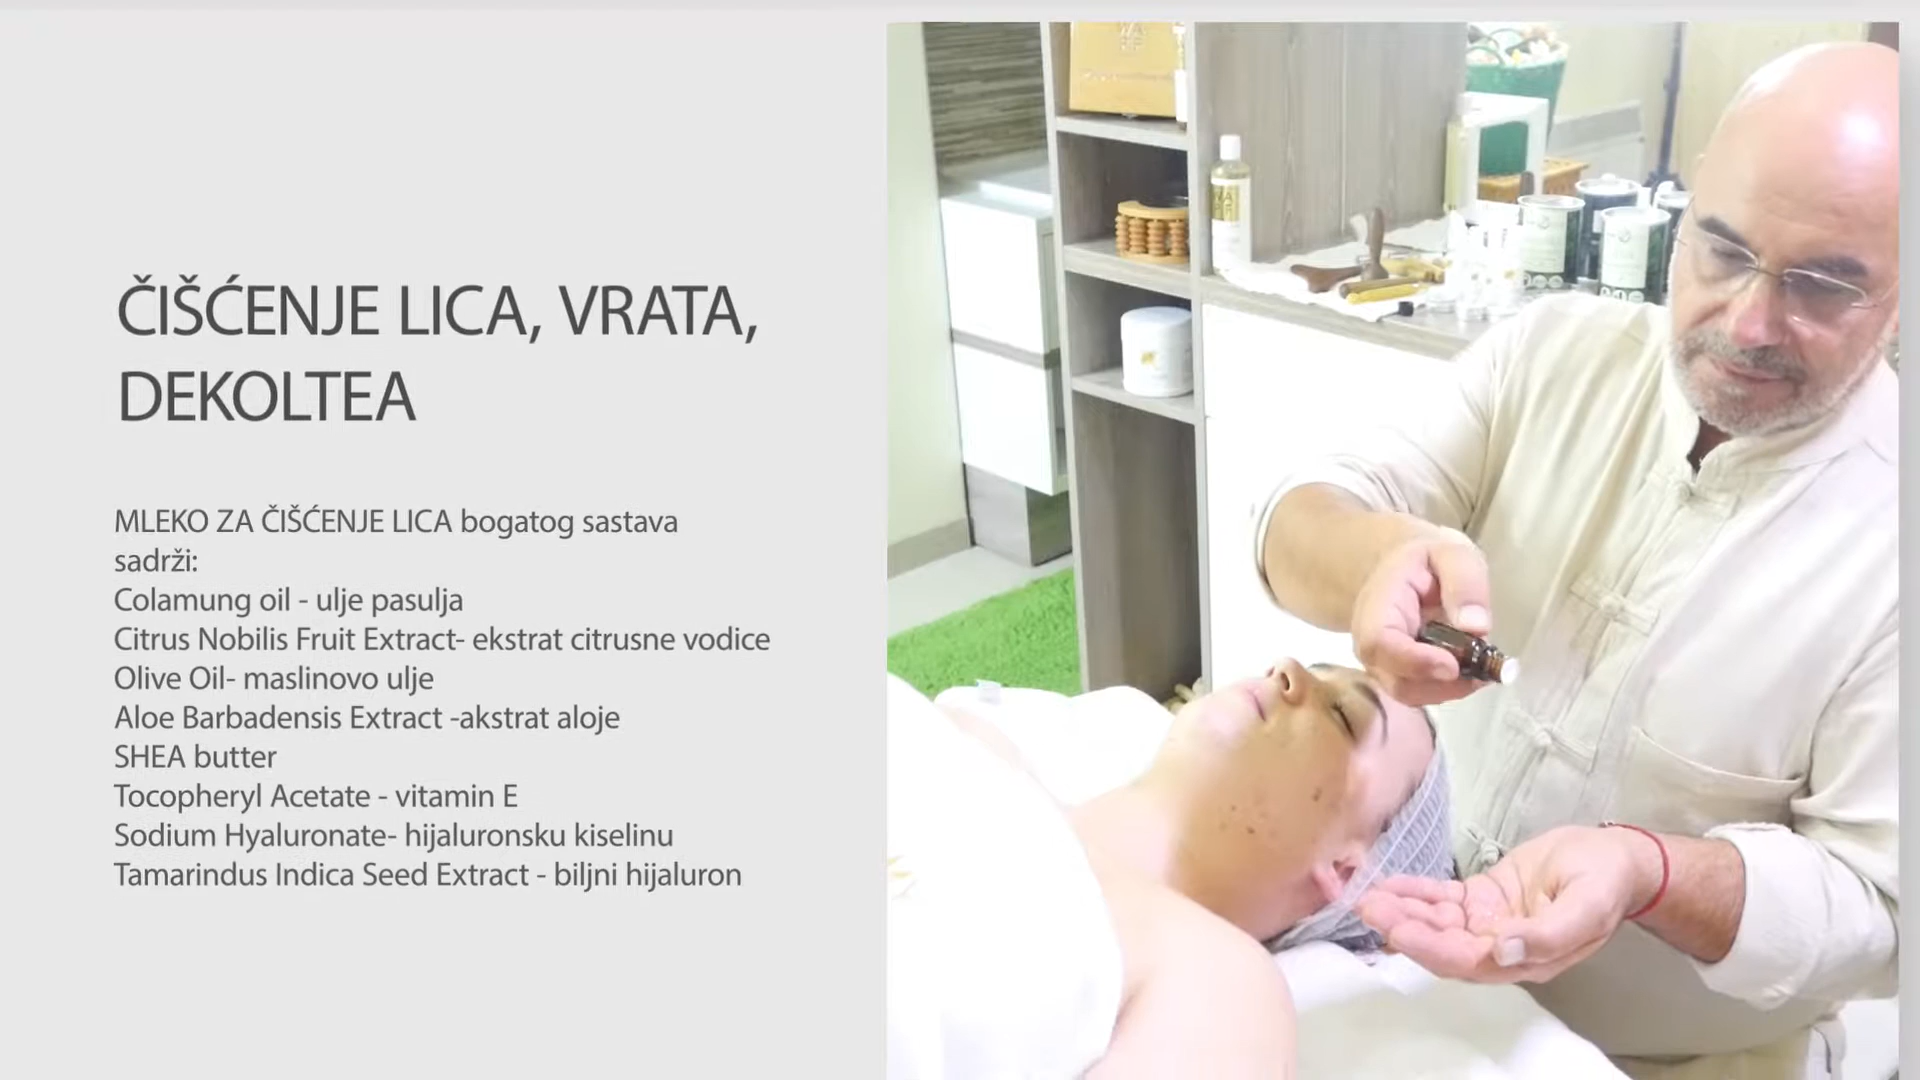 ČIŠĆENJE LICA, VRATA,
DEKOLTEA
MLEKO ZA ČIŠĆENJE LICA bogatog sastava
sadrži:
Colamung oil - ulje pasulja
Citrus Nobilis Fruit Extract- ekstrat citrusne vodice
Olive Oil- maslinovo ulje
Aloe Barbadensis Extract -akstrat aloje
SHEA butter
Tocopheryl Acetate - vitamin E
Sodium Hyaluronate- hijaluronsku kiselinu
Tamarindus Indica Seed Extract - biljni hijaluron